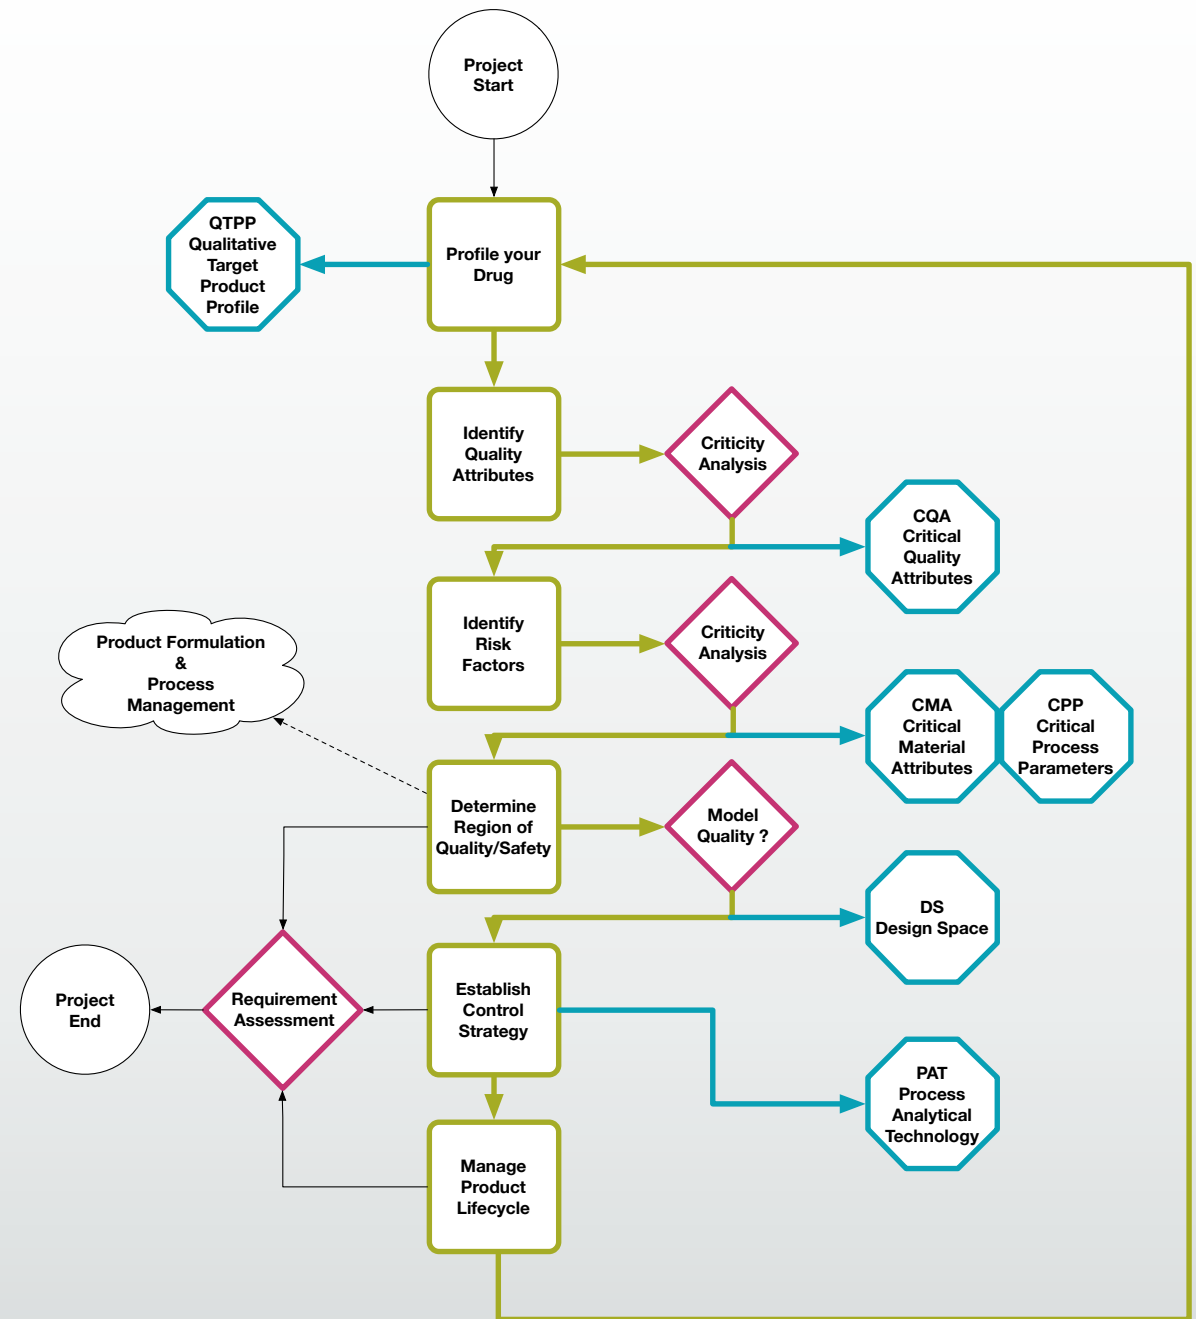 Project
Start
QTPP
Qualitative
Target
Product
Profile
Profile your
Drug
Identify
Quality
Attributes
Criticity
Analysis
CQA
Critical
Quality
Attributes
Identify
Risk
Factors
Criticity
Analysis
Product Formulation
&
Process
Management
CMA
Critical
Material
Attributes
CPP
Critical
Process
Parameters
Determine
Region of
Quality/Safety
Model
Quality ?
DS
Design Space
Project
End
Requirement
Assessment
Establish
Control
Strategy
PAT
Process
Analytical
Technology
Manage
Product
Lifecycle